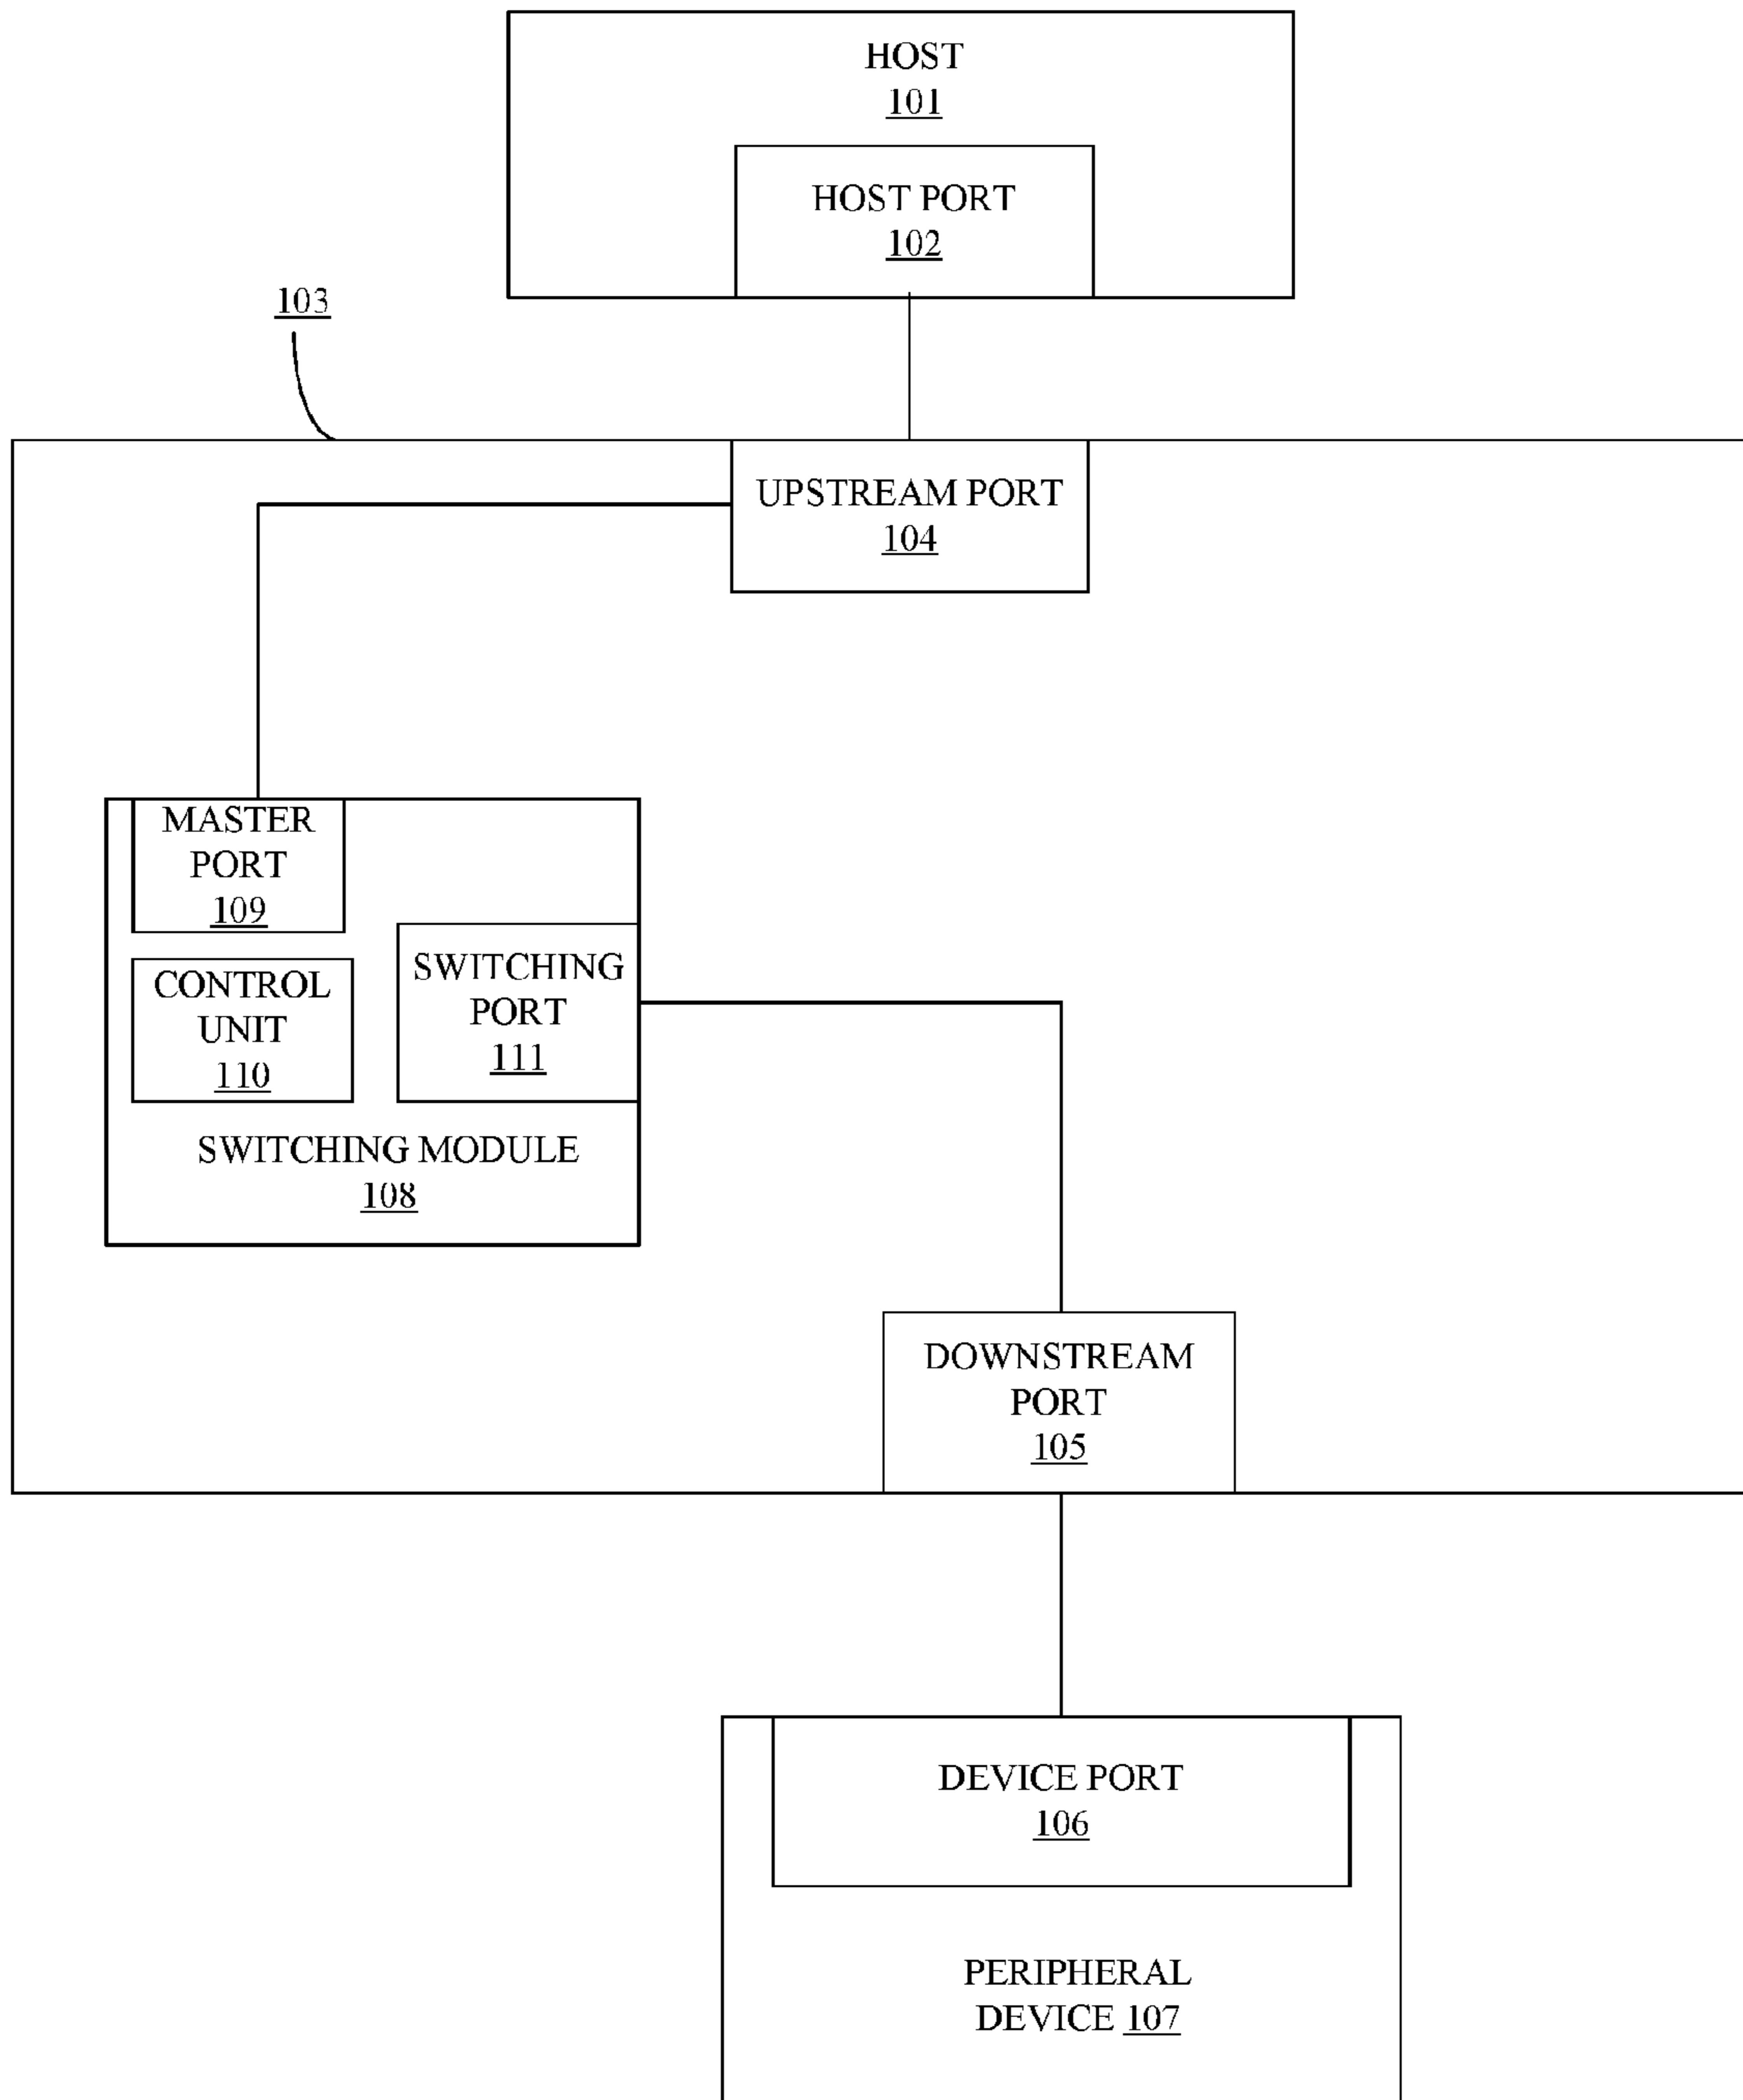 HOST
101
HOST PORT
102
103
UPSTREAM PORT
104
MASTER
PORT
109
CONTROL
UNIT
110
SWITCHING
PORT
111
SWITCHING MODULE
108
DOWNSTREAM
PORT
105
DEVICE PORT
106
PERIPHERAL
DEVICE 107